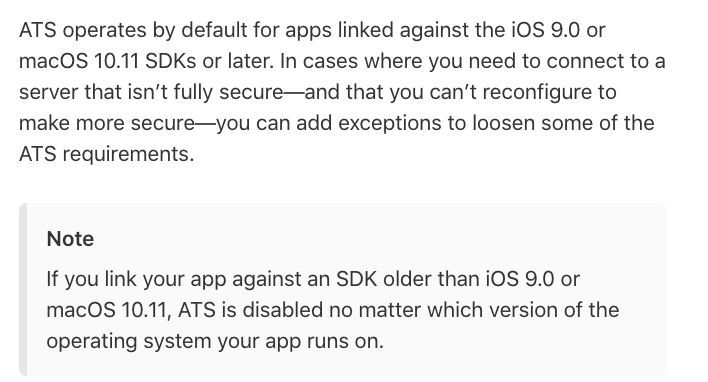 ATS operates by default for apps linked against the iOS 9.0 or
macOS 10.11 SDKs or later. In cases where you need to connect to a
server that isn’t fully secure—and that you can’t reconfigure to
make more secure—you can add exceptions to loosen some of the
ATS requirements.
Note
If you link your app against an SDK older than iOS 9.0 or
macOS 10.11, ATS is disabled no matter which version of the
operating system your app runs on.